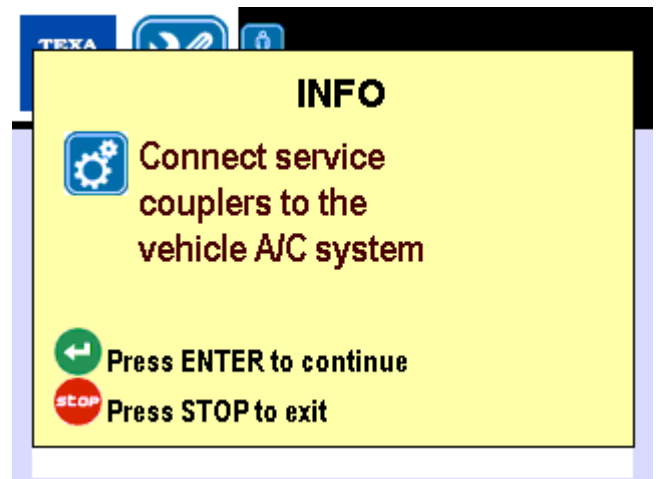 TEXA
INFO
Connect service
couplers to the
vehicle A/C system
Press ENTER to continue
stop
Press STOP to exit